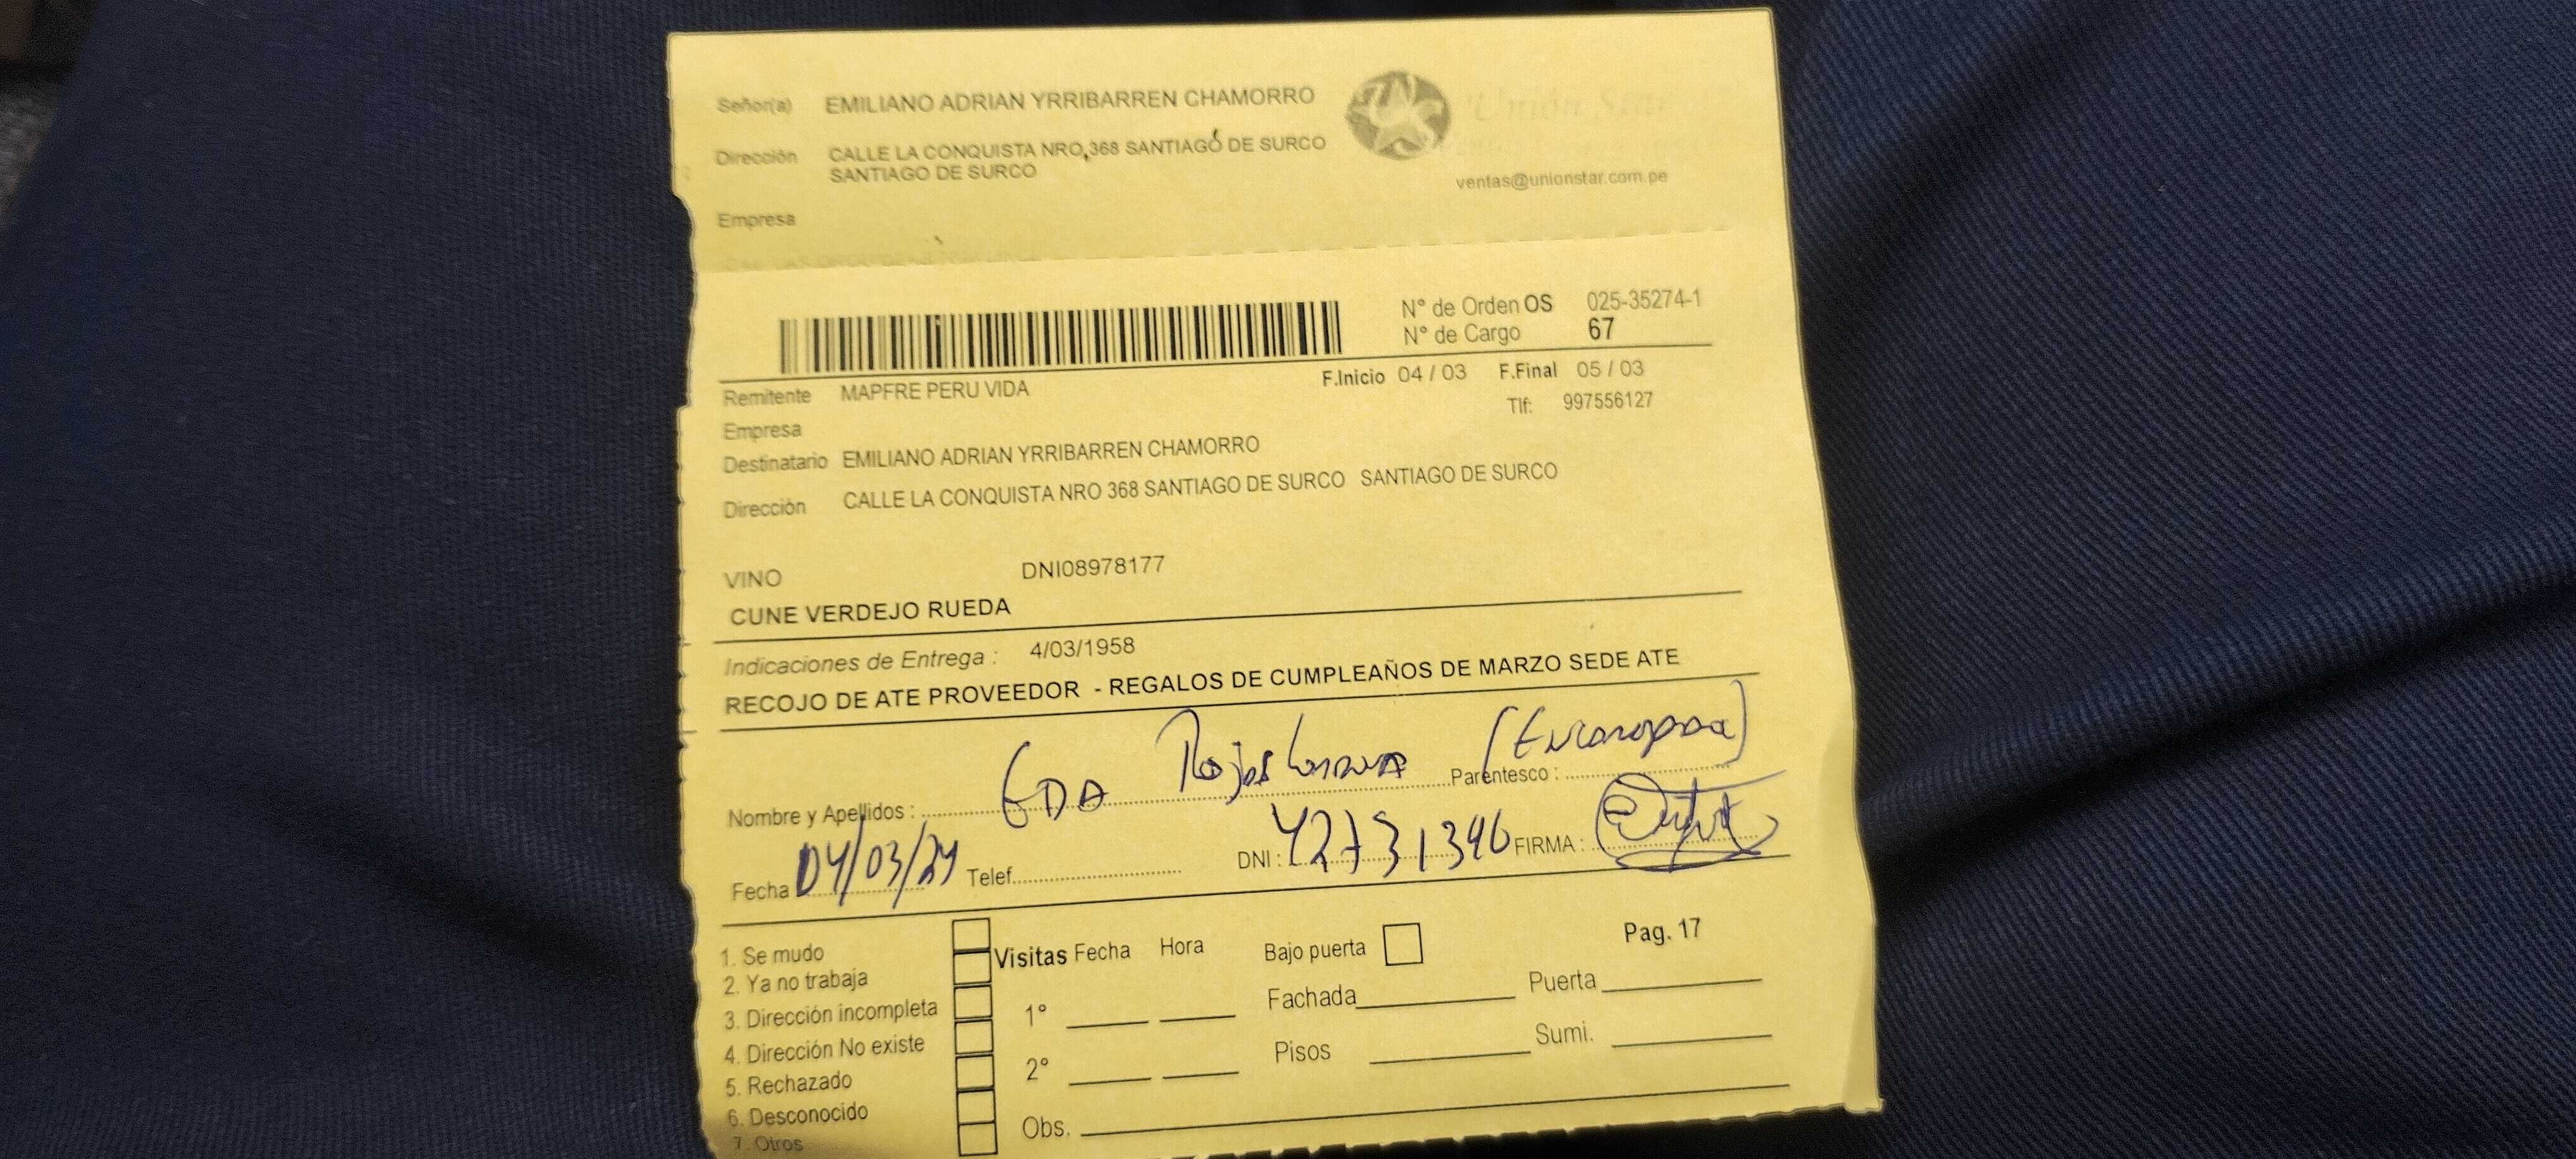 Señor(a) EMILIANO ADRIAN YRRIBARREN CHAMORRO
Unión Star
Dirección CALLE LA CONQUISTA NRO 368 SANTIAGO DE SURCO
SANTIAGO DE SURCO
ventas@unionstar.com.pe
Empresa
N° de Orden OS 025-35274-1
N° de Cargo 67
Remitente MAPFRE PERU VIDA F.Inicio 04 / 03 F.Final 05 / 03
Empresa Tlf: 997556127
Destinatario EMILIANO ADRIAN YRRIBARREN CHAMORRO
Dirección CALLE LA CONQUISTA NRO 368 SANTIAGO DE SURCO SANTIAGO DE SURCO
VINO DNI08978177
CUNE VERDEJO RUEDA
Indicaciones de Entrega : 4/03/1958
RECOJO DE ATE PROVEEDOR - REGALOS DE CUMPLEAÑOS DE MARZO SEDE ATE
Nombre y Apellidos : EDA Rojas Parentesco :
Fecha 04/03/24 Telef. DNI : 42731346 FIRMA :
1. Se mudo
2. Ya no trabaja
3. Dirección incompleta
4. Dirección No existe
5. Rechazado
6. Desconocido
7. Otros
Visitas Fecha Hora
1°
2°
Obs.
Bajo puerta
Pag. 17
Fachada Puerta
Pisos Sumi.